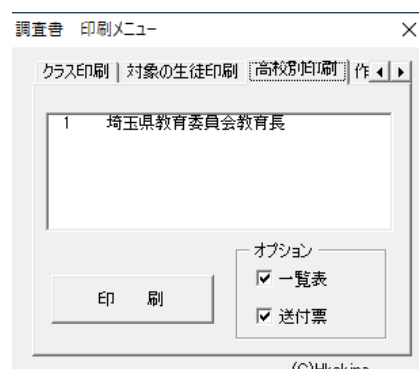 調査書 印刷メニュー
クラス印刷 対象の生徒印刷 高校別印刷 作
1 埼玉県教育委員会教育長
オプション
一覧表
印 刷
送付票